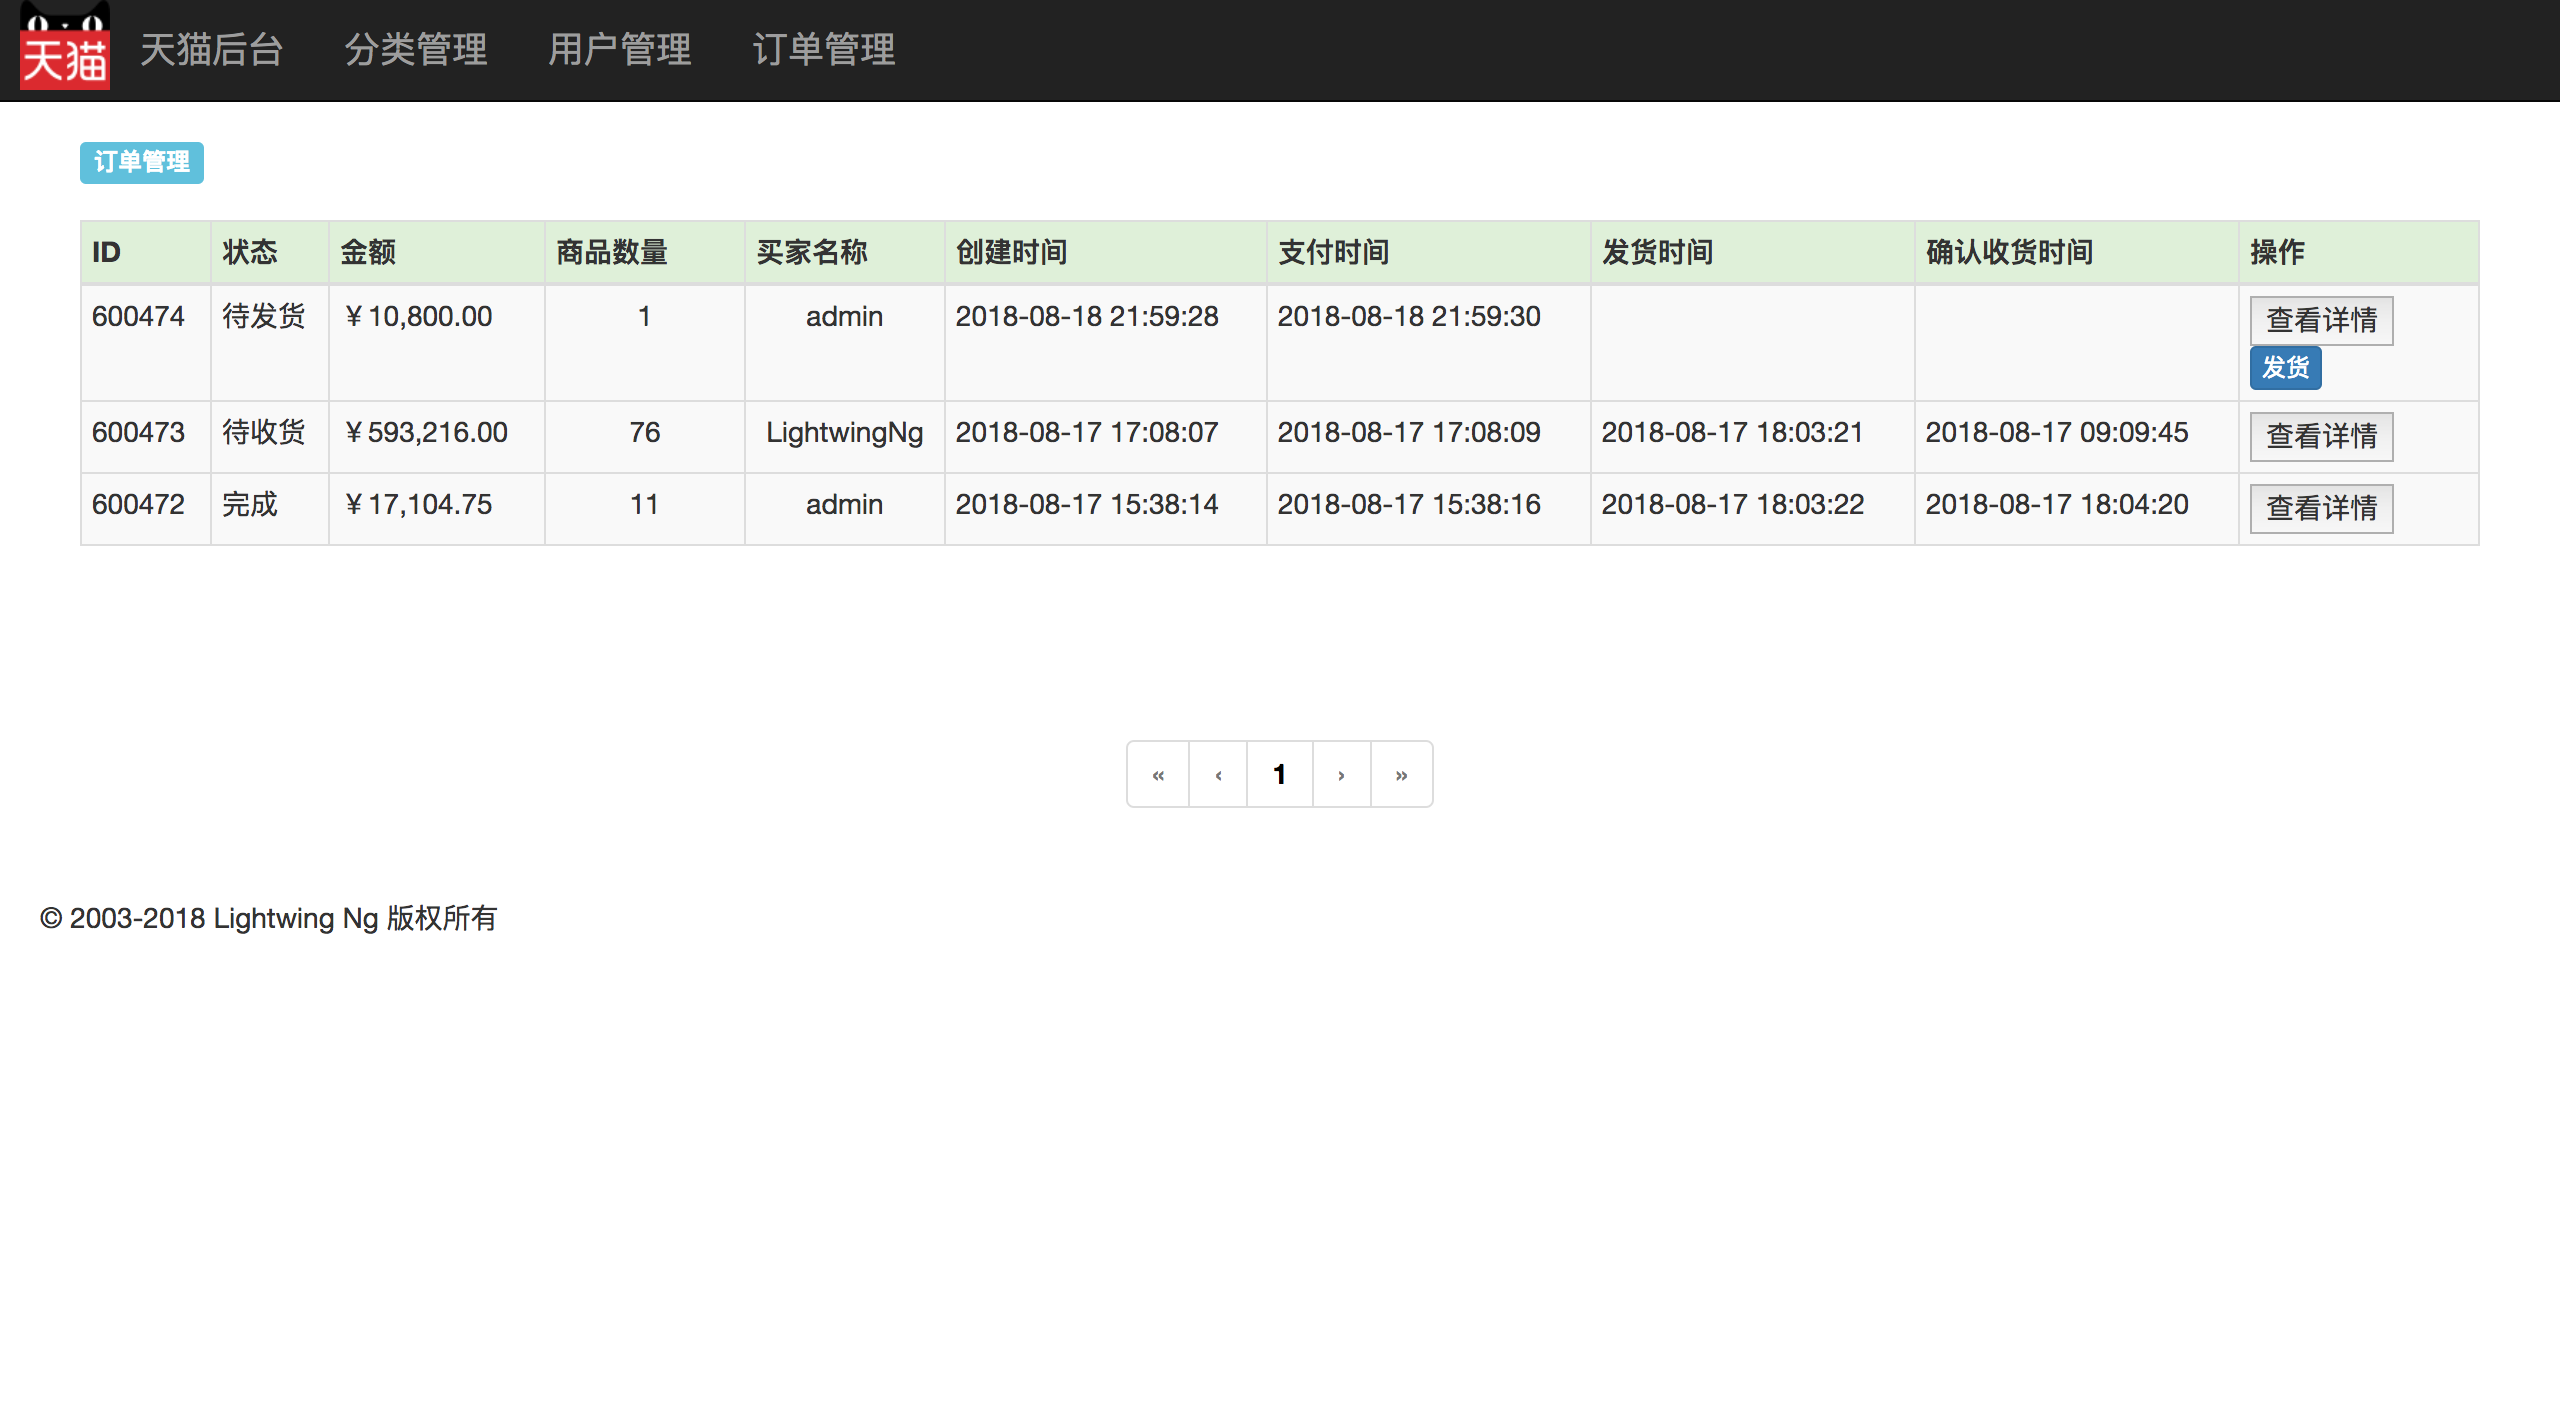 天猫 天猫后台 分类管理 用户管理 订单管理
订单管理
ID 状态 金额 商品数量 买家名称 创建时间 支付时间 发货时间 确认收货时间 操作
600474 待发货 ¥10,800.00 1 admin 2018-08-18 21:59:28 2018-08-18 21:59:30 查看详情
发货
600473 待收货 ¥593,216.00 76 LightwingNg 2018-08-17 17:08:07 2018-08-17 17:08:09 2018-08-17 18:03:21 2018-08-17 09:09:45 查看详情
600472 完成 ¥17,104.75 11 admin 2018-08-17 15:38:14 2018-08-17 15:38:16 2018-08-17 18:03:22 2018-08-17 18:04:20 查看详情
« ‹ 1 › »
© 2003-2018 Lightwing Ng 版权所有